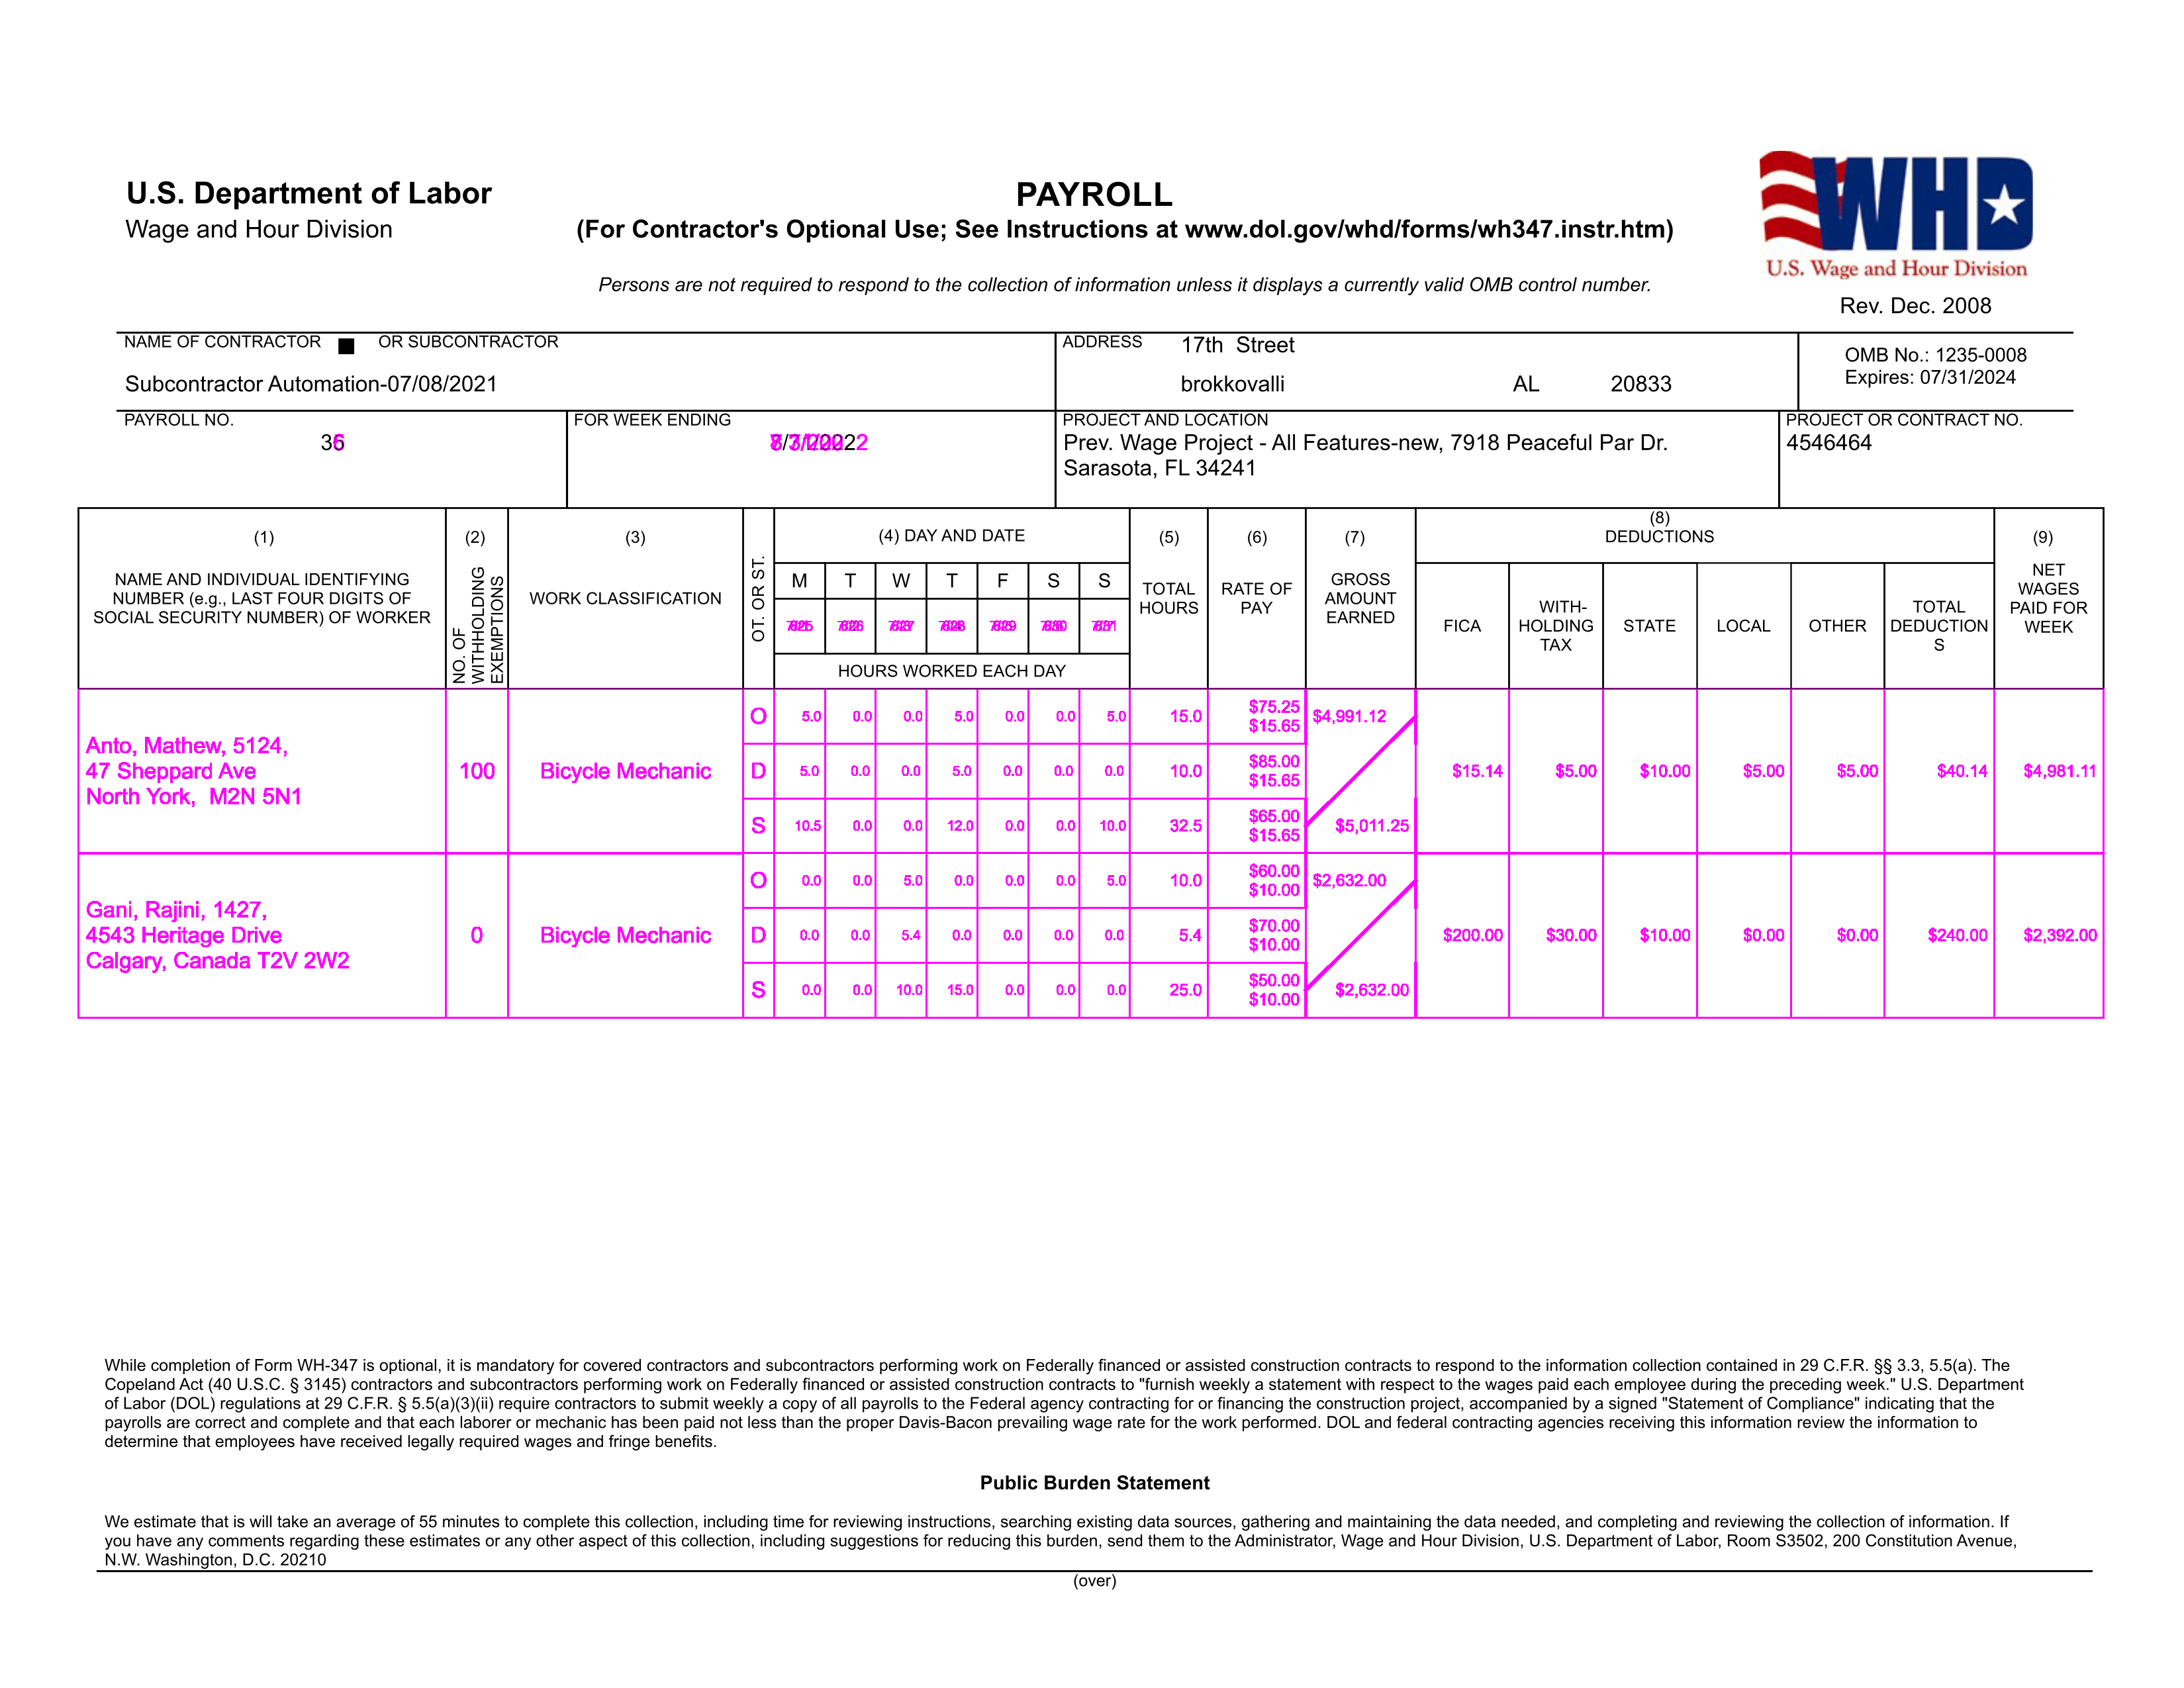 U.S. Department of Labor
Wage and Hour Division
PAYROLL
(For Contractor's Optional Use; See Instructions at www.dol.gov/whd/forms/wh347.instr.htm)
Persons are not required to respond to the collection of information unless it displays a currently valid OMB control number.
WHD
U.S. Wage and Hour Division
Rev. Dec. 2008
NAME OF CONTRACTOR ■ OR SUBCONTRACTOR
Subcontractor Automation-07/08/2021
ADDRESS 17th Street
brokkovalli AL 20833
OMB No.: 1235-0008
Expires: 07/31/2024
PAYROLL NO.
FOR WEEK ENDING
PROJECT AND LOCATION
Prev. Wage Project - All Features-new, 7918 Peaceful Par Dr.
Sarasota, FL 34241
PROJECT OR CONTRACT NO.
4546464
(1)
NAME AND INDIVIDUAL IDENTIFYING
NUMBER (e.g., LAST FOUR DIGITS OF
SOCIAL SECURITY NUMBER) OF WORKER
(2)
NO. OF
WITHHOLDING
EXEMPTIONS
(3)
WORK CLASSIFICATION
OT. OR ST.
(4) DAY AND DATE
M T W T F S S
HOURS WORKED EACH DAY
(5)
TOTAL
HOURS
(6)
RATE OF
PAY
(7)
GROSS
AMOUNT
EARNED
(8)
DEDUCTIONS
FICA
WITH-
HOLDING
TAX
STATE
LOCAL
OTHER
TOTAL
DEDUCTION
S
(9)
NET
WAGES
PAID FOR
WEEK
Anto, Mathew, 5124,
47 Sheppard Ave
North York, M2N 5N1
100
Bicycle Mechanic
O 5.0 0.0 0.0 5.0 0.0 0.0 5.0 15.0 $75.25
$15.65
D 5.0 0.0 0.0 5.0 0.0 0.0 0.0 10.0 $85.00
$15.65
S 10.5 0.0 0.0 12.0 0.0 0.0 10.0 32.5 $65.00
$15.65
$4,991.12
$5,011.25
$15.14 $5.00 $10.00 $5.00 $5.00 $40.14 $4,981.11
Gani, Rajini, 1427,
4543 Heritage Drive
Calgary, Canada T2V 2W2
0
Bicycle Mechanic
O 0.0 0.0 5.0 0.0 0.0 0.0 5.0 10.0 $60.00
$10.00
D 0.0 0.0 5.4 0.0 0.0 0.0 0.0 5.4 $70.00
$10.00
S 0.0 0.0 10.0 15.0 0.0 0.0 0.0 25.0 $50.00
$10.00
$2,632.00
$2,632.00
$200.00 $30.00 $10.00 $0.00 $0.00 $240.00 $2,392.00
While completion of Form WH-347 is optional, it is mandatory for covered contractors and subcontractors performing work on Federally financed or assisted construction contracts to respond to the information collection contained in 29 C.F.R. §§ 3.3, 5.5(a). The
Copeland Act (40 U.S.C. § 3145) contractors and subcontractors performing work on Federally financed or assisted construction contracts to "furnish weekly a statement with respect to the wages paid each employee during the preceding week." U.S. Department
of Labor (DOL) regulations at 29 C.F.R. § 5.5(a)(3)(ii) require contractors to submit weekly a copy of all payrolls to the Federal agency contracting for or financing the construction project, accompanied by a signed "Statement of Compliance" indicating that the
payrolls are correct and complete and that each laborer or mechanic has been paid not less than the proper Davis-Bacon prevailing wage rate for the work performed. DOL and federal contracting agencies receiving this information review the information to
determine that employees have received legally required wages and fringe benefits.
Public Burden Statement
We estimate that is will take an average of 55 minutes to complete this collection, including time for reviewing instructions, searching existing data sources, gathering and maintaining the data needed, and completing and reviewing the collection of information. If
you have any comments regarding these estimates or any other aspect of this collection, including suggestions for reducing this burden, send them to the Administrator, Wage and Hour Division, U.S. Department of Labor, Room S3502, 200 Constitution Avenue,
N.W. Washington, D.C. 20210
(over)